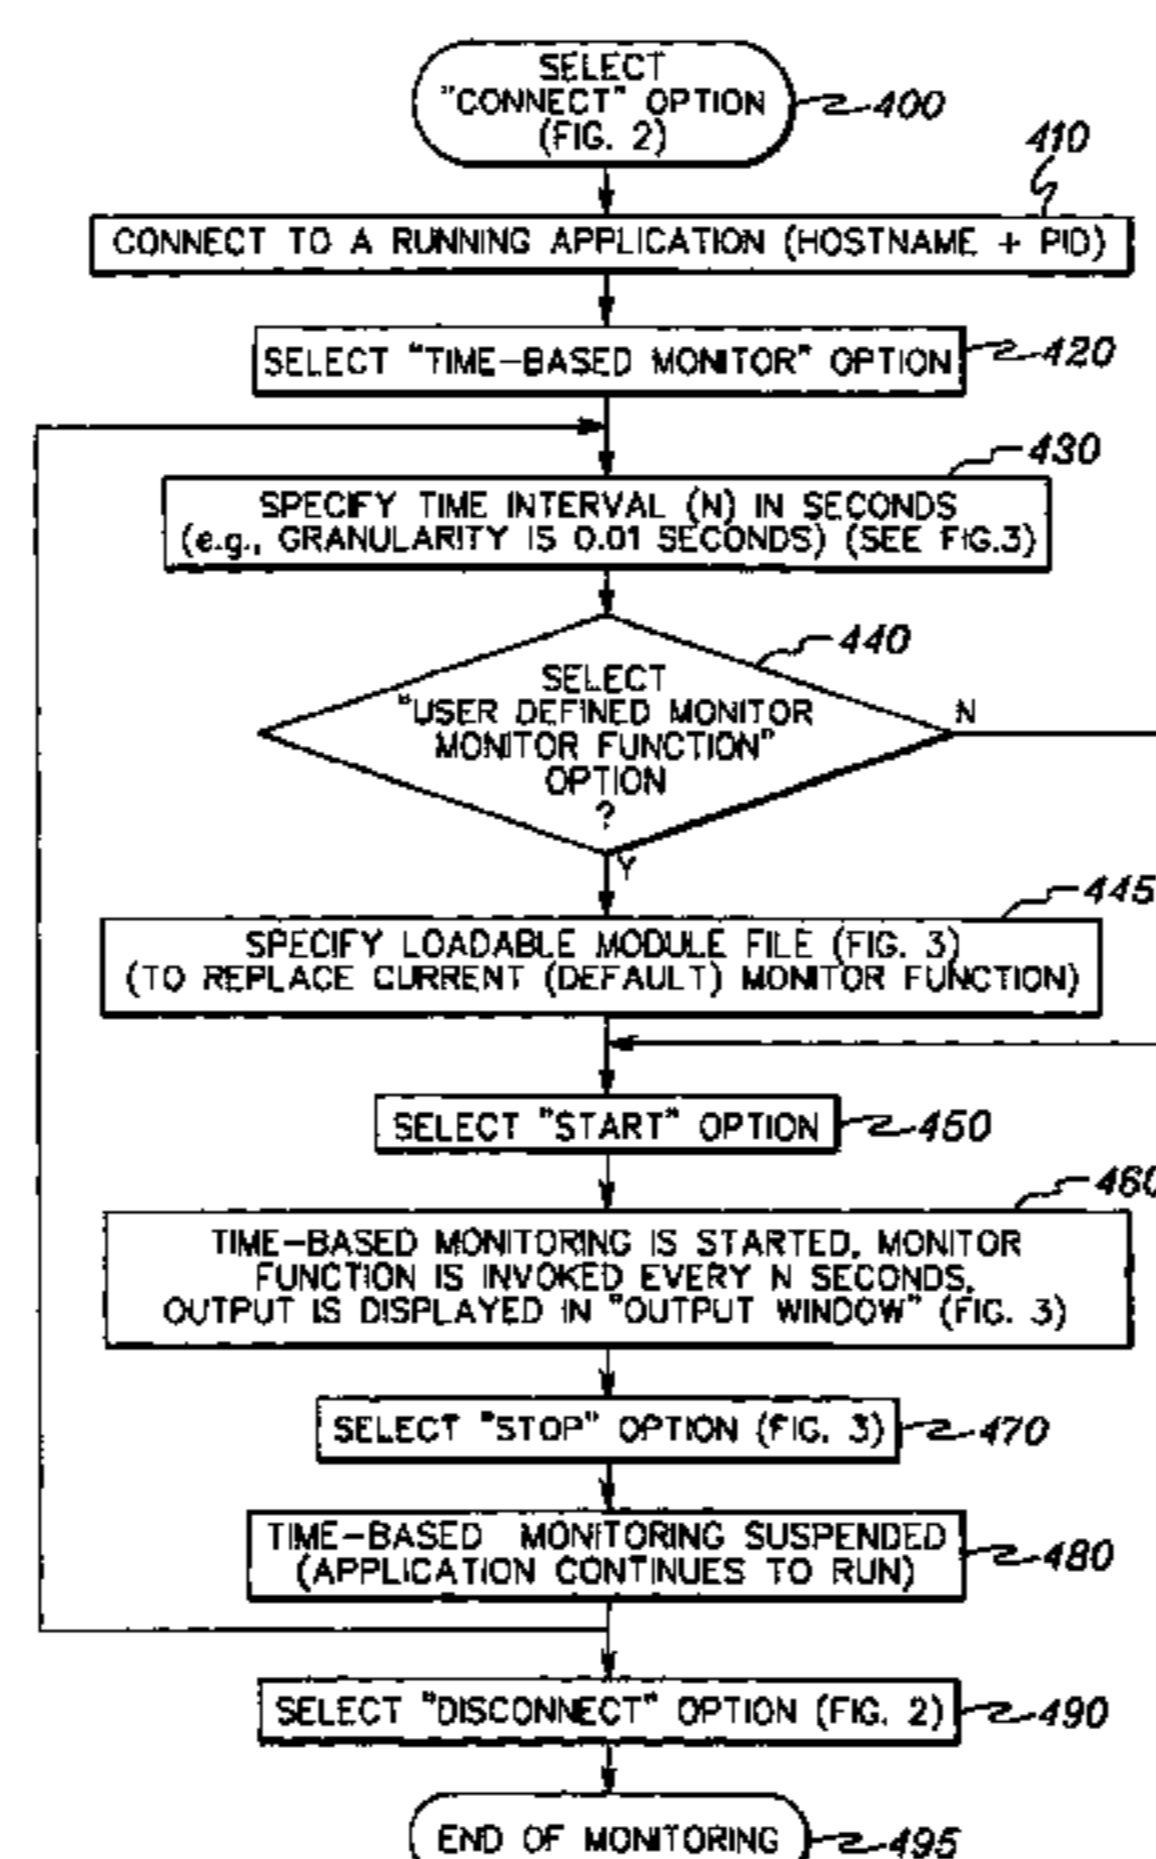 SELECT
"CONNECT" OPTION
(FIG. 2)
400
410
CONNECT TO A RUNNING APPLICATION (HOSTNAME + PID)
SELECT "TIME-BASED MONITOR" OPTION
420
430
SPECIFY TIME INTERVAL (N) IN SECONDS
(e.g., GRANULARITY IS 0.01 SECONDS) (SEE FIG.3)
440
SELECT
"USER DEFINED MONITOR
MONITOR FUNCTION"
OPTION
?
N
Y
445
SPECIFY LOADABLE MODULE FILE (FIG. 3)
(TO REPLACE CURRENT (DEFAULT) MONITOR FUNCTION)
SELECT "START" OPTION
450
460
TIME-BASED MONITORING IS STARTED, MONITOR
FUNCTION IS INVOKED EVERY N SECONDS,
OUTPUT IS DISPLAYED IN "OUTPUT WINDOW" (FIG. 3)
SELECT "STOP" OPTION (FIG. 3)
470
TIME-BASED MONITORING SUSPENDED
(APPLICATION CONTINUES TO RUN)
480
SELECT "DISCONNECT" OPTION (FIG. 2)
490
END OF MONITORING
495